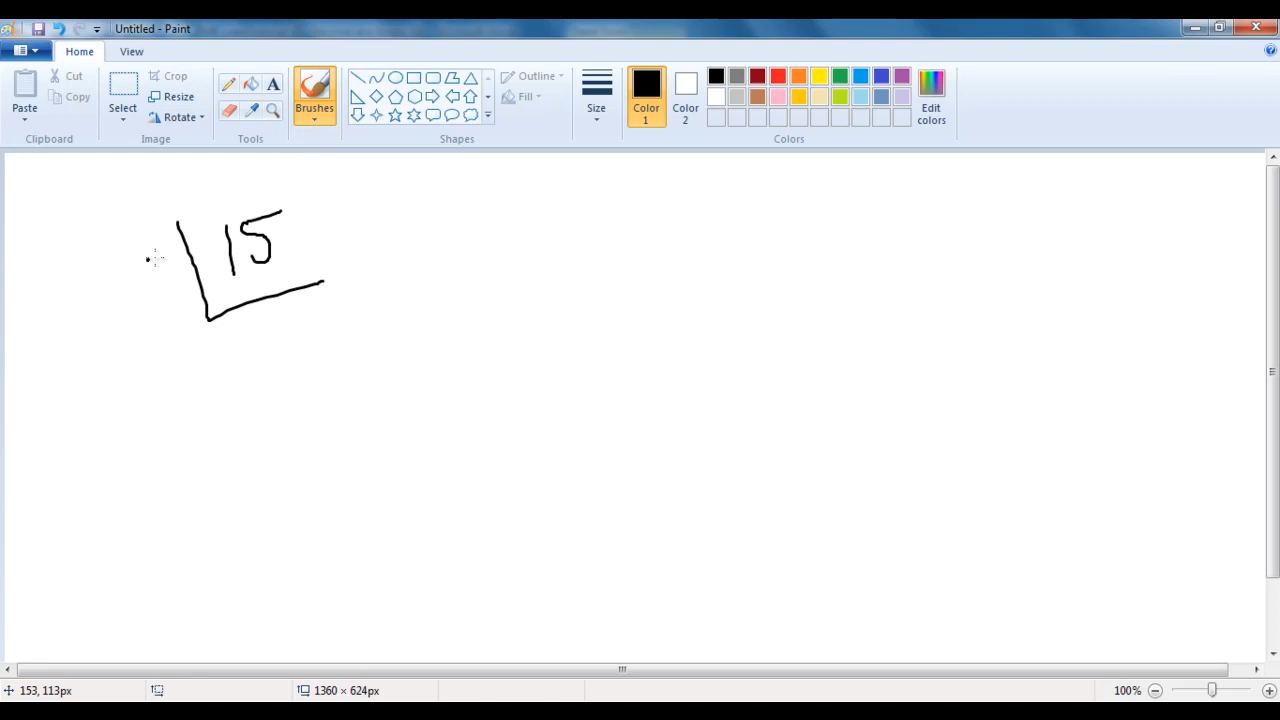 Untitled - Paint
Home View
Paste
Cut
Copy
Clipboard
Select
Crop
Resize
Rotate
Image
Tools
Brushes
Outline
Fill
Shapes
Size
Color 1
Color 2
Edit colors
Colors
15
153, 113px
1360 × 624px
100%